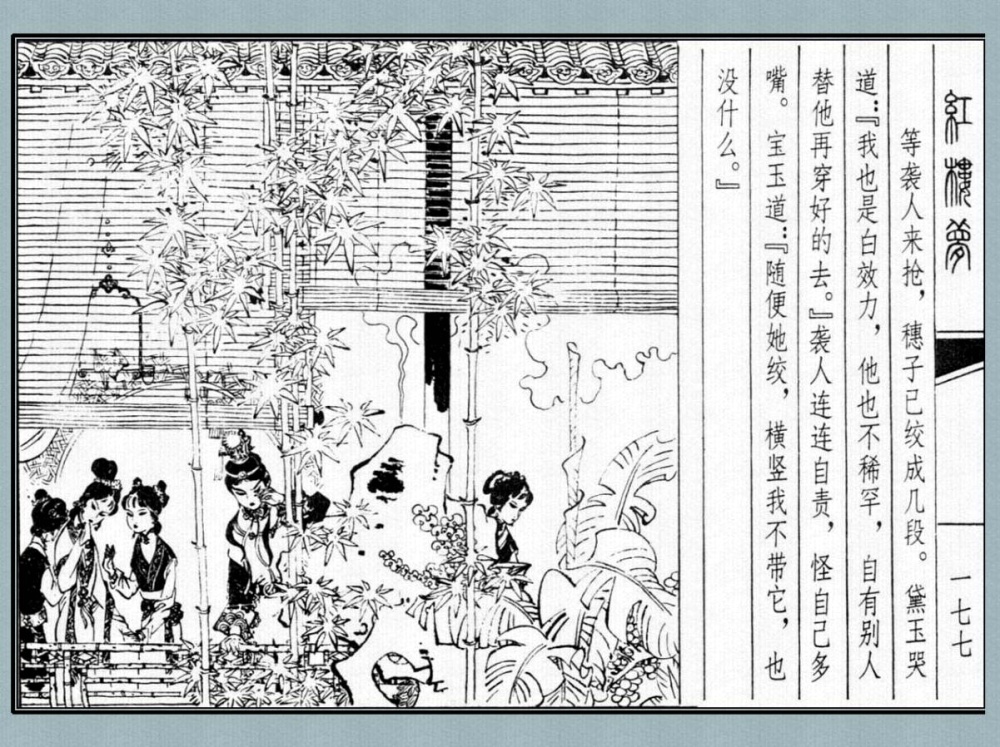 紅樓夢
一七七
等袭人来抢，穗子已绞成几段。黛玉哭
道：『我也是白效力，他也不稀罕，自有别人
替他再穿好的去。』袭人连连自责，怪自己多
嘴。宝玉道：『随便她绞，横竖我不带它，也
没什么。』